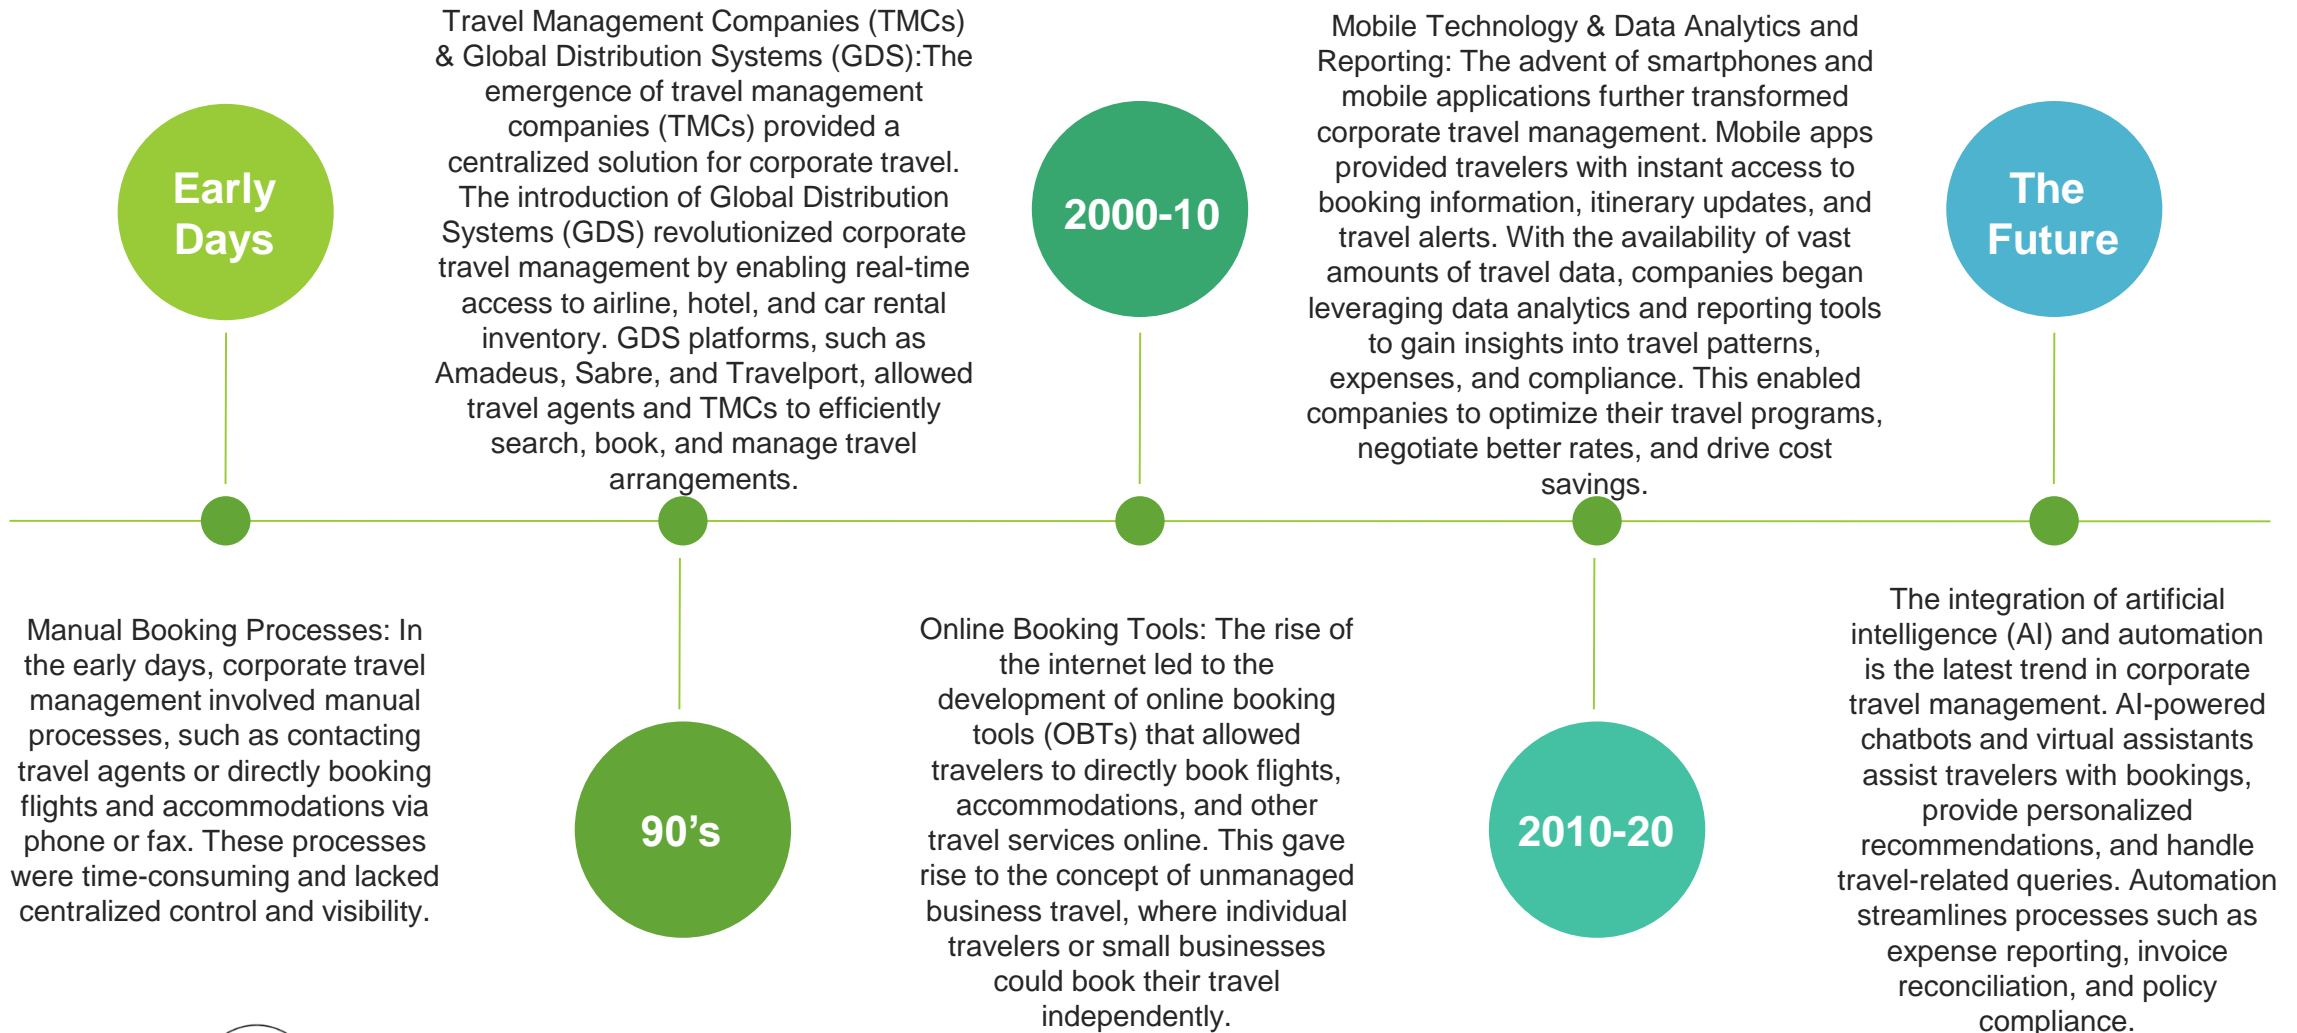 Early
Days
Manual Booking Processes: In
the early days, corporate travel
management involved manual
processes, such as contacting
travel agents or directly booking
flights and accommodations via
phone or fax. These processes
were time-consuming and lacked
centralized control and visibility.
Travel Management Companies (TMCs)
& Global Distribution Systems (GDS):The
emergence of travel management
companies (TMCs) provided a
centralized solution for corporate travel.
The introduction of Global Distribution
Systems (GDS) revolutionized corporate
travel management by enabling real-time
access to airline, hotel, and car rental
inventory. GDS platforms, such as
Amadeus, Sabre, and Travelport, allowed
travel agents and TMCs to efficiently
search, book, and manage travel
arrangements.
90’s
2000-10
Online Booking Tools: The rise of
the internet led to the
development of online booking
tools (OBTs) that allowed
travelers to directly book flights,
accommodations, and other
travel services online. This gave
rise to the concept of unmanaged
business travel, where individual
travelers or small businesses
could book their travel
independently.
Mobile Technology & Data Analytics and
Reporting: The advent of smartphones and
mobile applications further transformed
corporate travel management. Mobile apps
provided travelers with instant access to
booking information, itinerary updates, and
travel alerts. With the availability of vast
amounts of travel data, companies began
leveraging data analytics and reporting tools
to gain insights into travel patterns,
expenses, and compliance. This enabled
companies to optimize their travel programs,
negotiate better rates, and drive cost
savings.
2010-20
The
Future
The integration of artificial
intelligence (AI) and automation
is the latest trend in corporate
travel management. AI-powered
chatbots and virtual assistants
assist travelers with bookings,
provide personalized
recommendations, and handle
travel-related queries. Automation
streamlines processes such as
expense reporting, invoice
reconciliation, and policy
compliance.